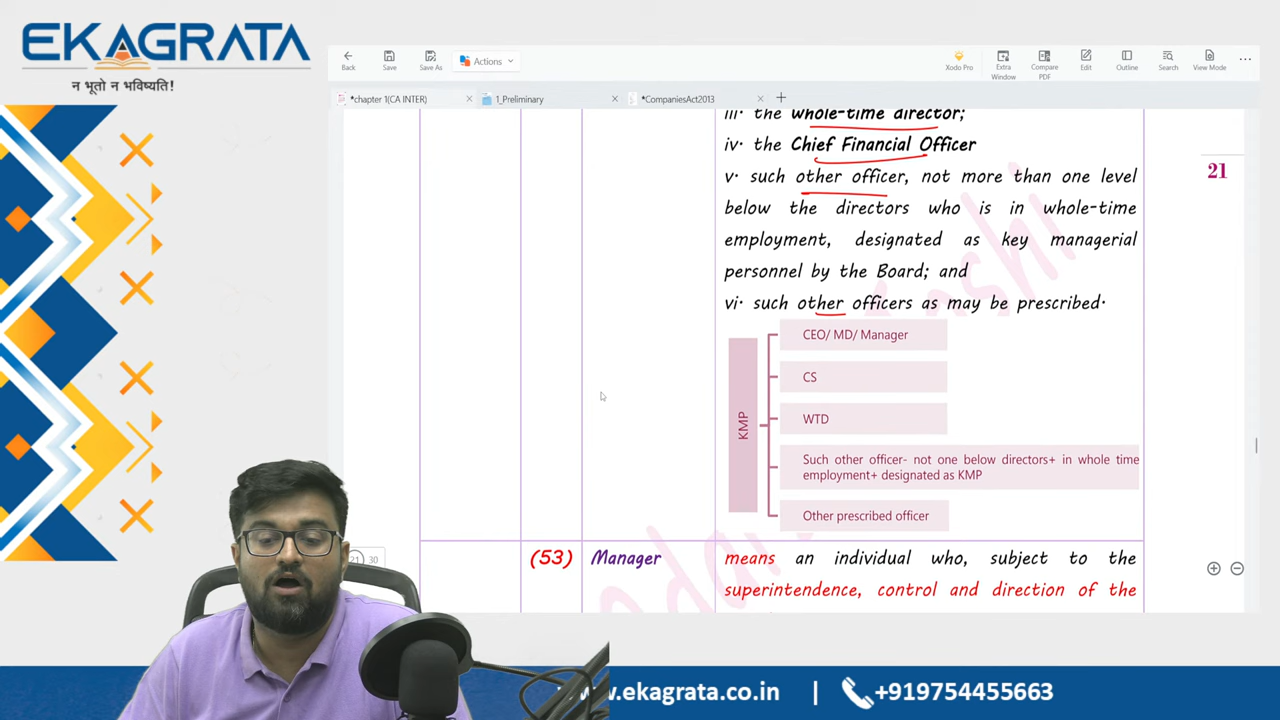 EKAGRATA
न भूतो न भविष्यति!
Back
Save
Save As
Actions
Xodo Pro
Extra Window
Compare PDF
Edit
Outline
Search
View Mode
*chapter 1(CA INTER)
1_Preliminary
*CompaniesAct2013
iii. the whole-time director;
iv. the Chief Financial Officer
v. such other officer, not more than one level
below the directors who is in whole-time
employment, designated as key managerial
personnel by the Board; and
vi. such other officers as may be prescribed.
21
KMP
CEO/ MD/ Manager
CS
WTD
Such other officer- not one below directors+ in whole time
employment+ designated as KMP
Other prescribed officer
21 30
(53) Manager means an individual who, subject to the
superintendence, control and direction of the
www.ekagrata.co.in | +919754455663